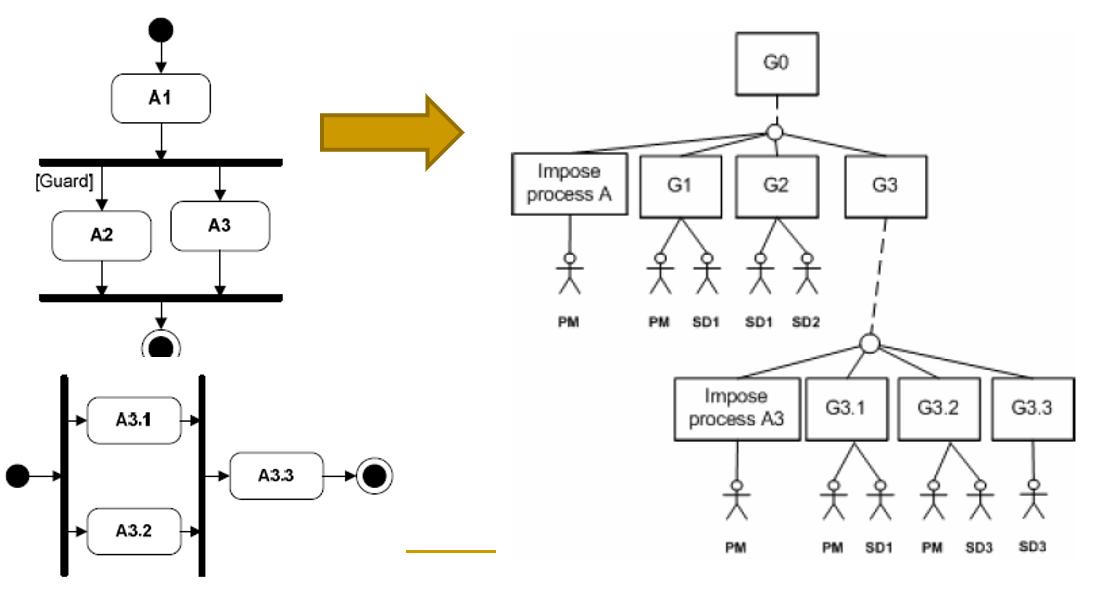 A1
[Guard]
A2
A3
A3.1
A3.2
A3.3
G0
Impose
process A
G1
G2
G3
PM
PM
SD1
SD1
SD2
Impose
process A3
G3.1
G3.2
G3.3
PM
PM
SD1
PM
SD3
SD3